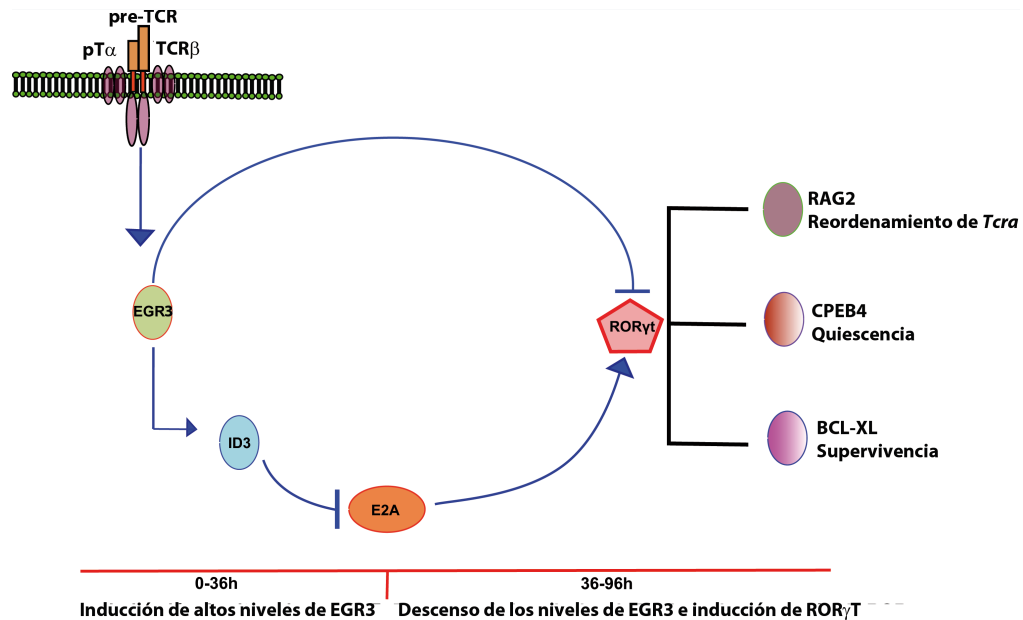 pre-TCR
pTα
TCRβ
EGR3
ID3
E2A
RORγt
RAG2
Reordenamiento de Tcra
CPEB4
Quiescencia
BCL-XL
Supervivencia
0-36h
36-96h
Inducción de altos niveles de EGR3
Descenso de los niveles de EGR3 e inducción de RORγT